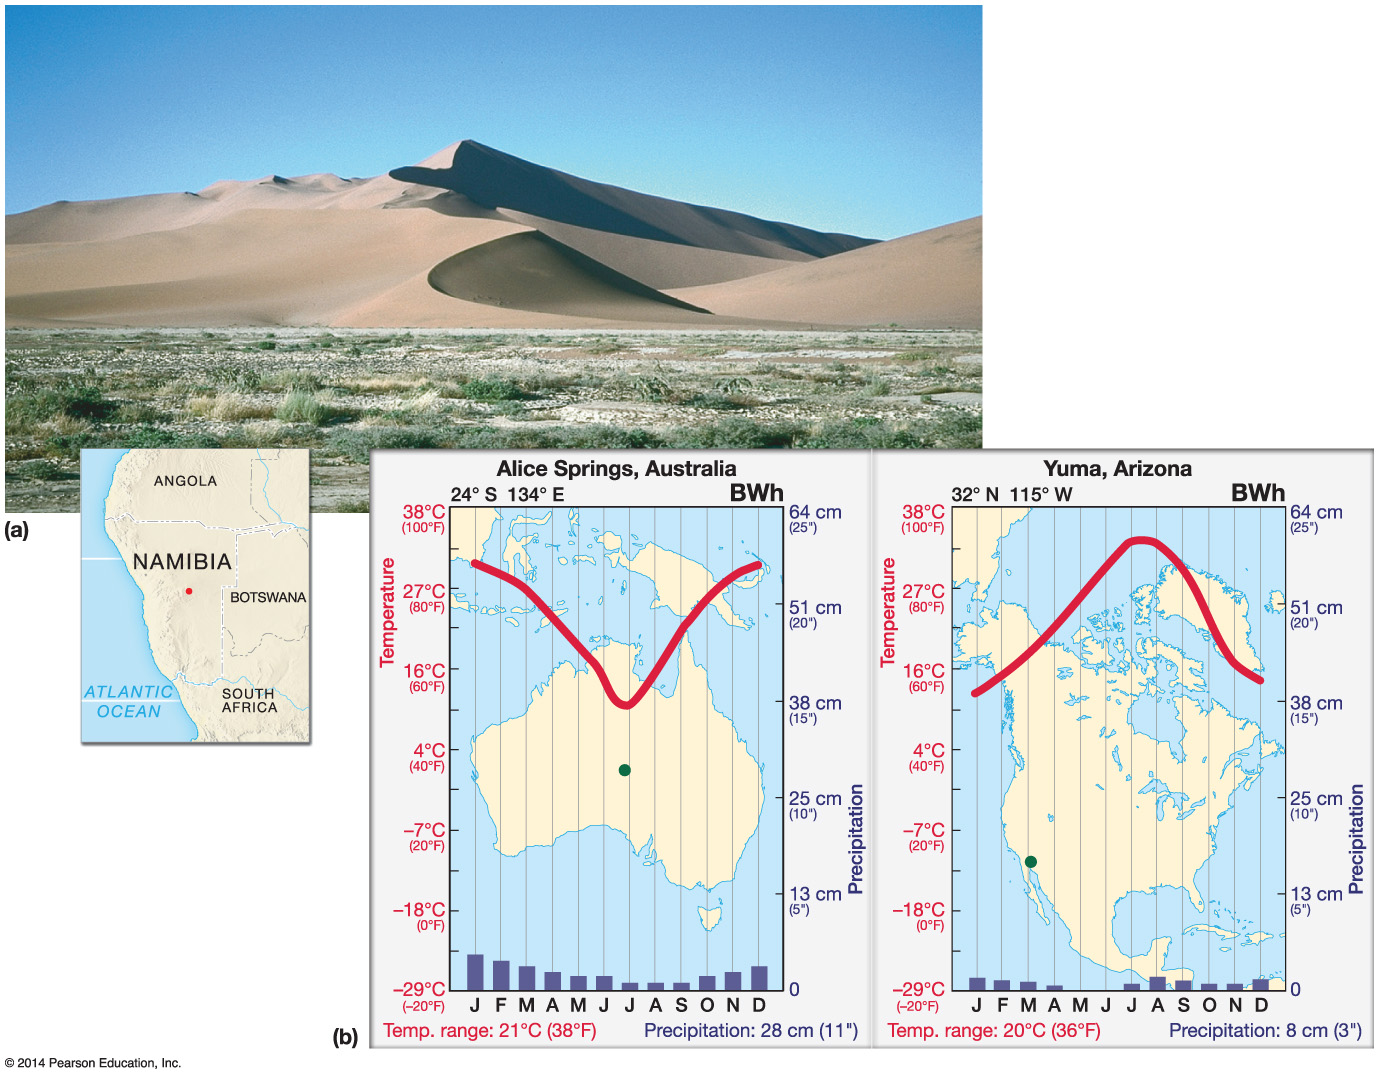 (a)
ANGOLA
NAMIBIA
BOTSWANA
ATLANTIC
OCEAN
SOUTH
AFRICA
(b)
Alice Springs, Australia
24° S 134° E BWh
Temperature
38°C
(100°F)
27°C
(80°F)
16°C
(60°F)
4°C
(40°F)
–7°C
(20°F)
–18°C
(0°F)
–29°C
(–20°F)
64 cm
(25")
51 cm
(20")
38 cm
(15")
25 cm
(10")
13 cm
(5")
0
Precipitation
J F M A M J J A S O N D
Temp. range: 21°C (38°F) Precipitation: 28 cm (11")
Yuma, Arizona
32° N 115° W BWh
Temperature
38°C
(100°F)
27°C
(80°F)
16°C
(60°F)
4°C
(40°F)
–7°C
(20°F)
–18°C
(0°F)
–29°C
(–20°F)
64 cm
(25")
51 cm
(20")
38 cm
(15")
25 cm
(10")
13 cm
(5")
0
Precipitation
J F M A M J J A S O N D
Temp. range: 20°C (36°F) Precipitation: 8 cm (3")
© 2014 Pearson Education, Inc.